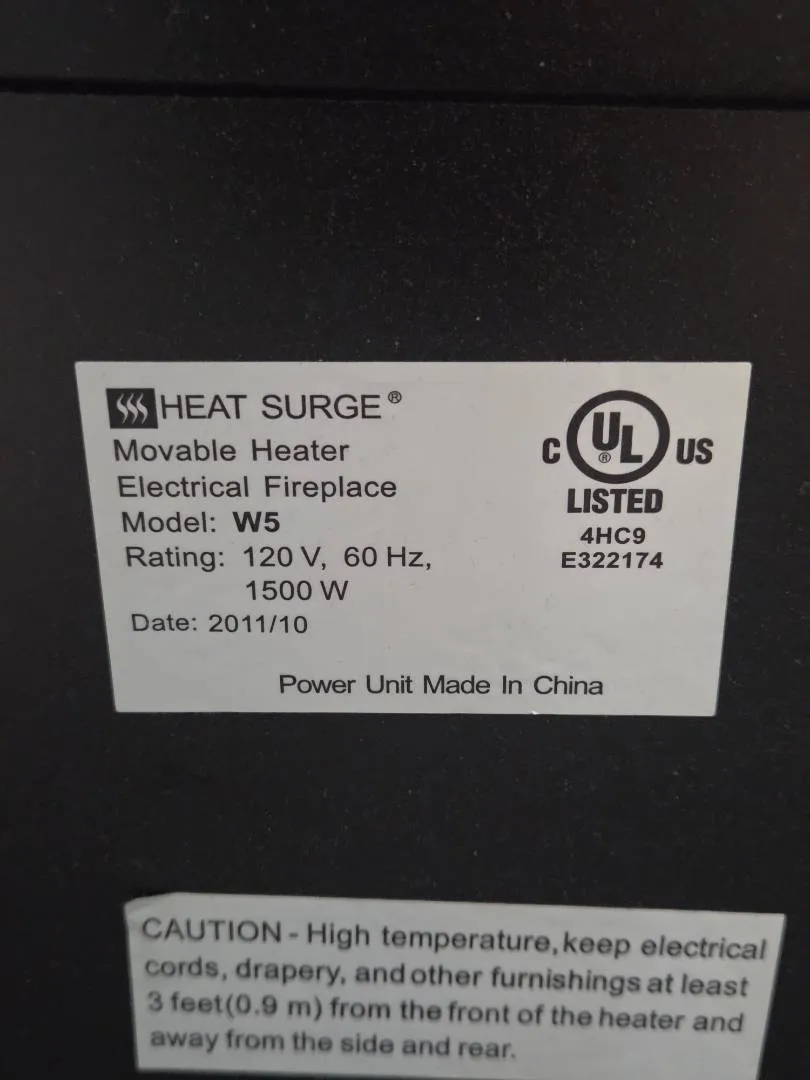 HEAT SURGE®
Movable Heater
Electrical Fireplace
Model: W5
Rating: 120 V, 60 Hz,
1500 W
Date: 2011/10
C UL® US
LISTED
4HC9
E322174
Power Unit Made In China
CAUTION - High temperature, keep electrical
cords, drapery, and other furnishings at least
3 feet(0.9 m) from the front of the heater and
away from the side and rear.